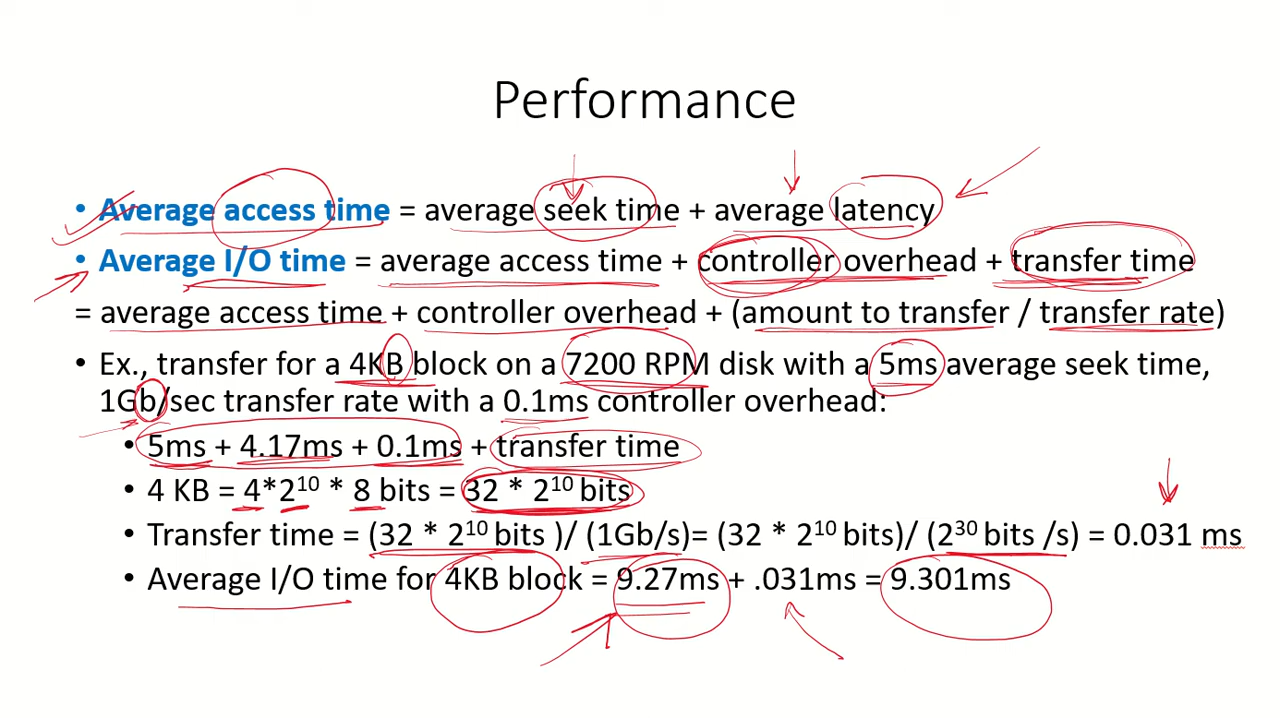 Performance
• Average access time = average seek time + average latency
• Average I/O time = average access time + controller overhead + transfer time
= average access time + controller overhead + (amount to transfer / transfer rate)
• Ex., transfer for a 4KB block on a 7200 RPM disk with a 5ms average seek time,
1Gb/sec transfer rate with a 0.1ms controller overhead:
• 5ms + 4.17ms + 0.1ms + transfer time
• 4 KB = 4*2¹⁰ * 8 bits = 32 * 2¹⁰ bits
• Transfer time = (32 * 2¹⁰ bits )/ (1Gb/s)= (32 * 2¹⁰ bits)/ (2³⁰ bits /s) = 0.031 ms
• Average I/O time for 4KB block = 9.27ms + .031ms = 9.301ms